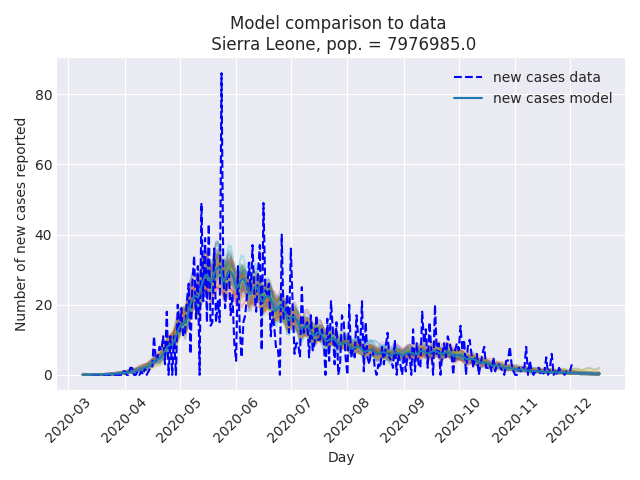 Model comparison to data
Sierra Leone, pop. = 7976985.0
new cases data
new cases model
Number of new cases reported
80
60
40
20
0
2020-03
2020-04
2020-05
2020-06
2020-07
2020-08
2020-09
2020-10
2020-11
2020-12
Day